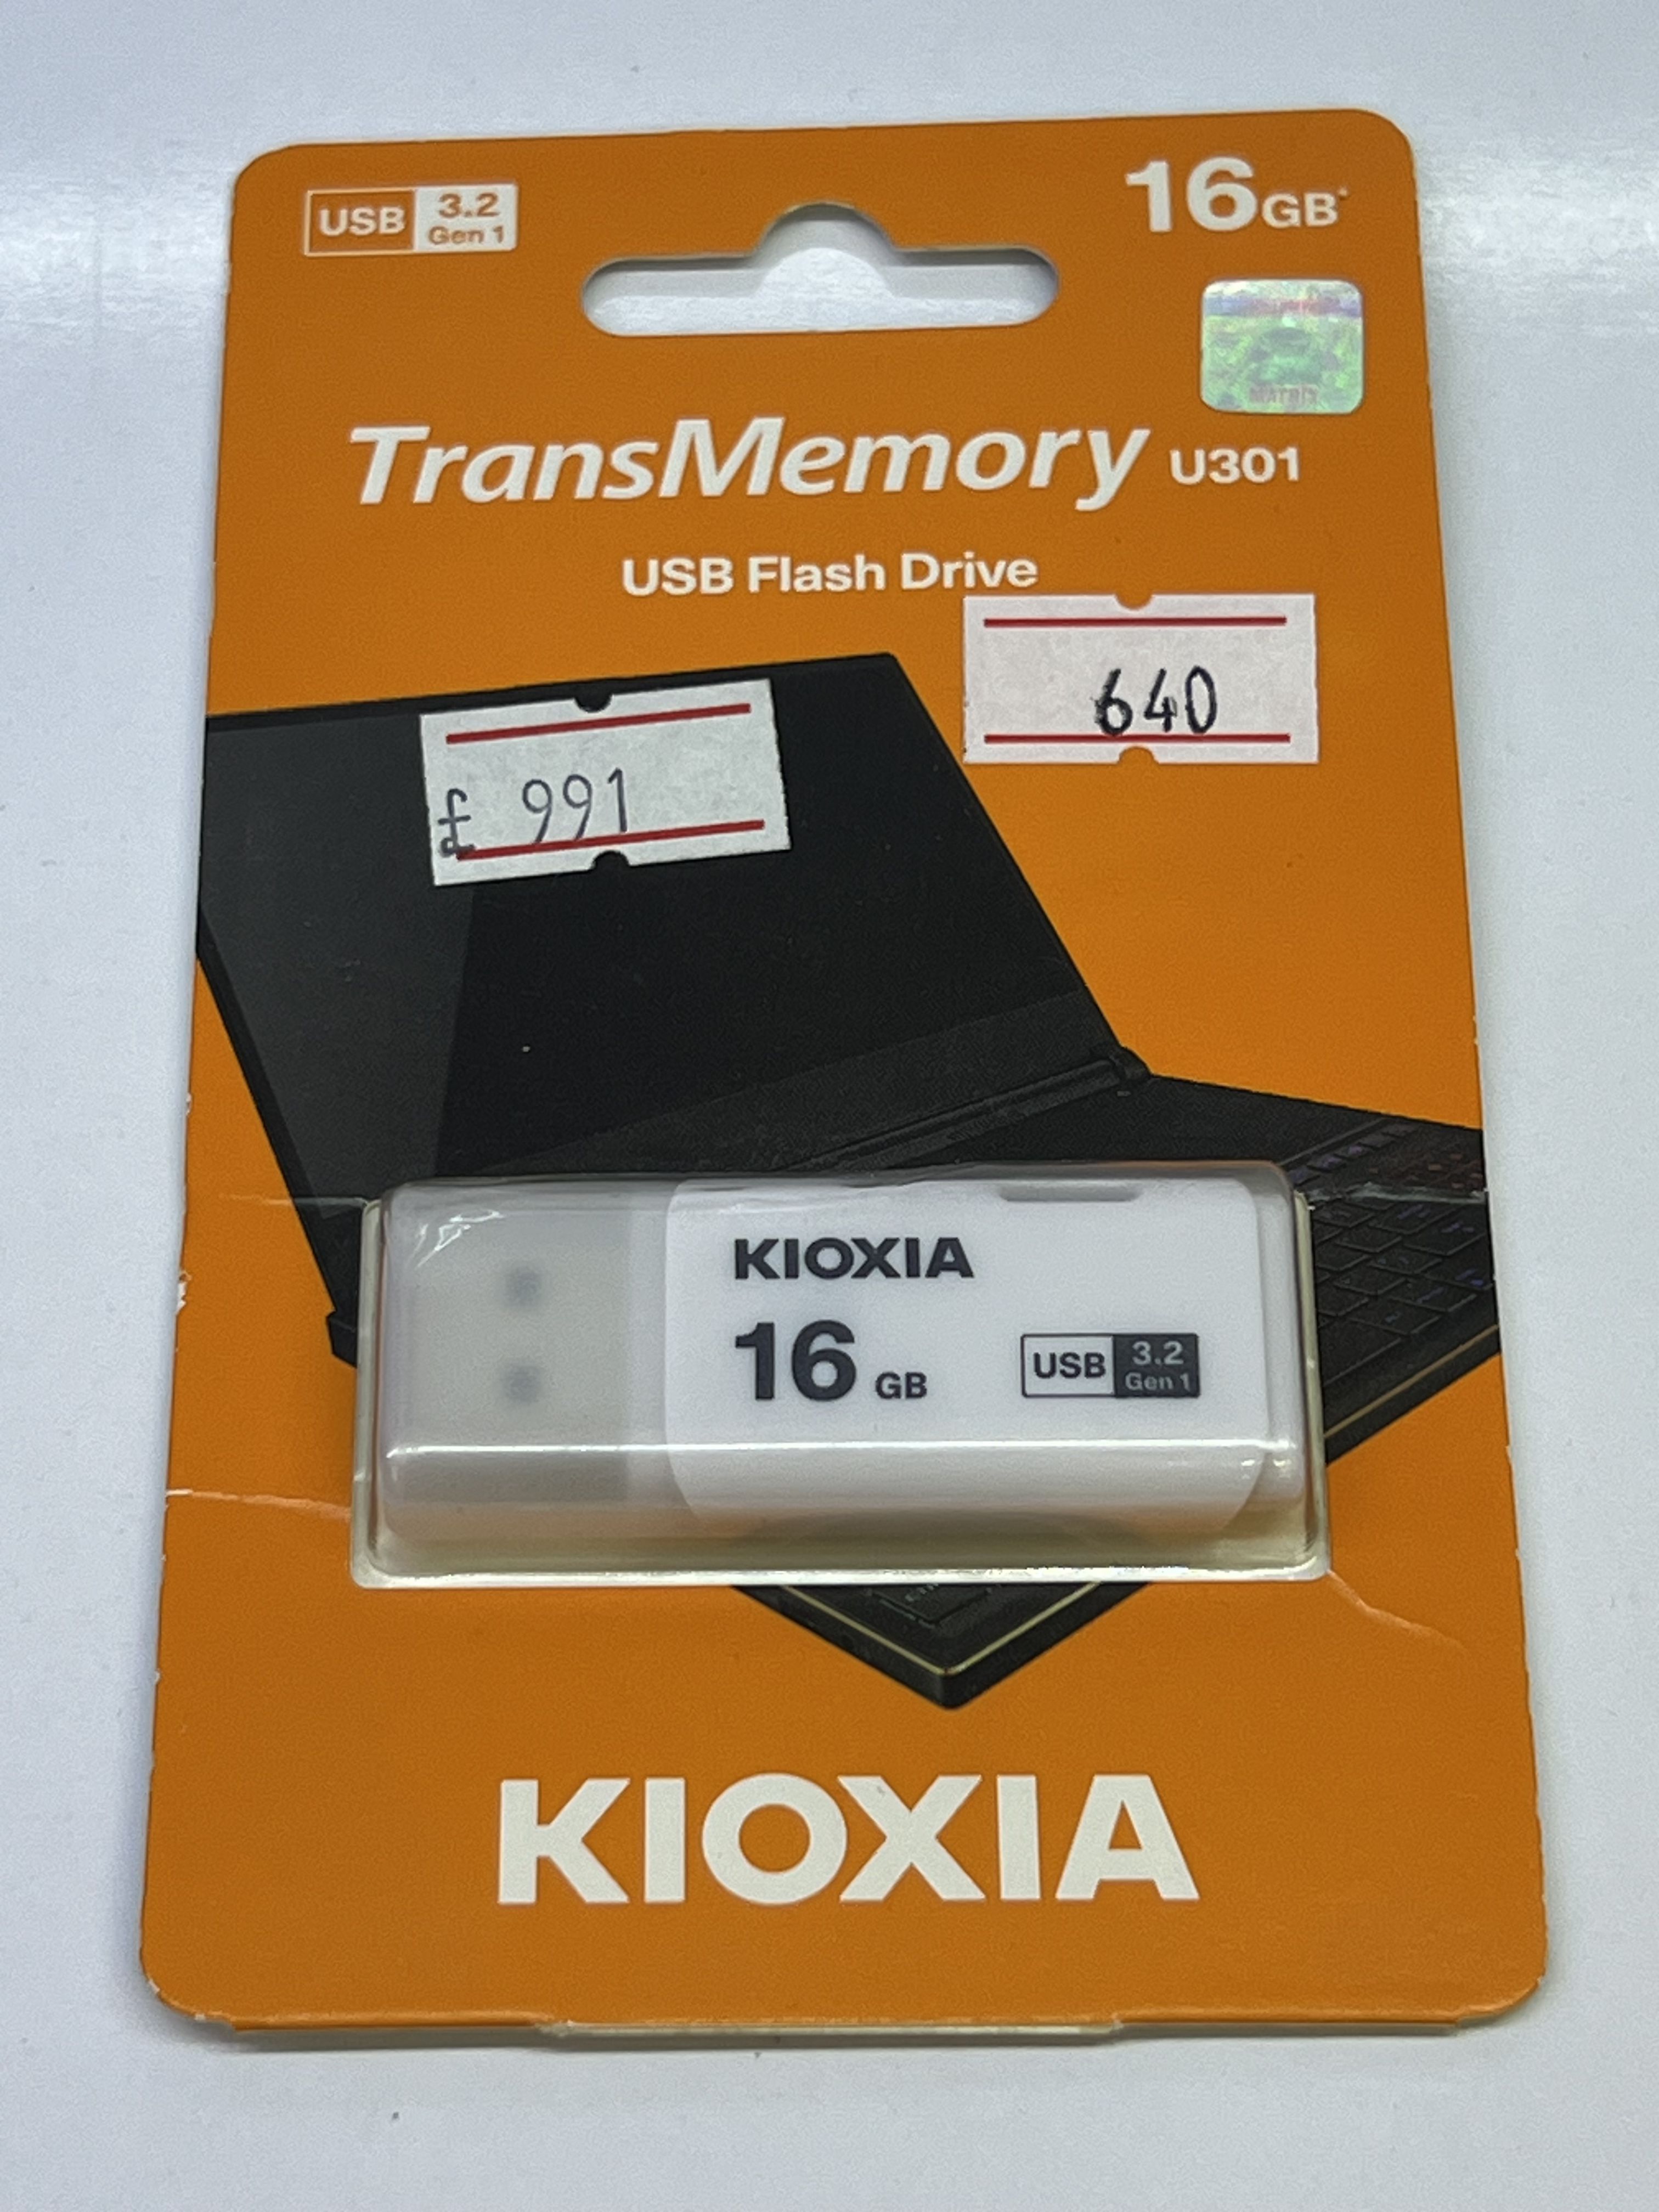 USB 3.2 Gen 1
16GB
MATRIX
TransMemory U301
USB Flash Drive
640
£ 991
KIOXIA
16 GB
USB 3.2 Gen 1
KIOXIA